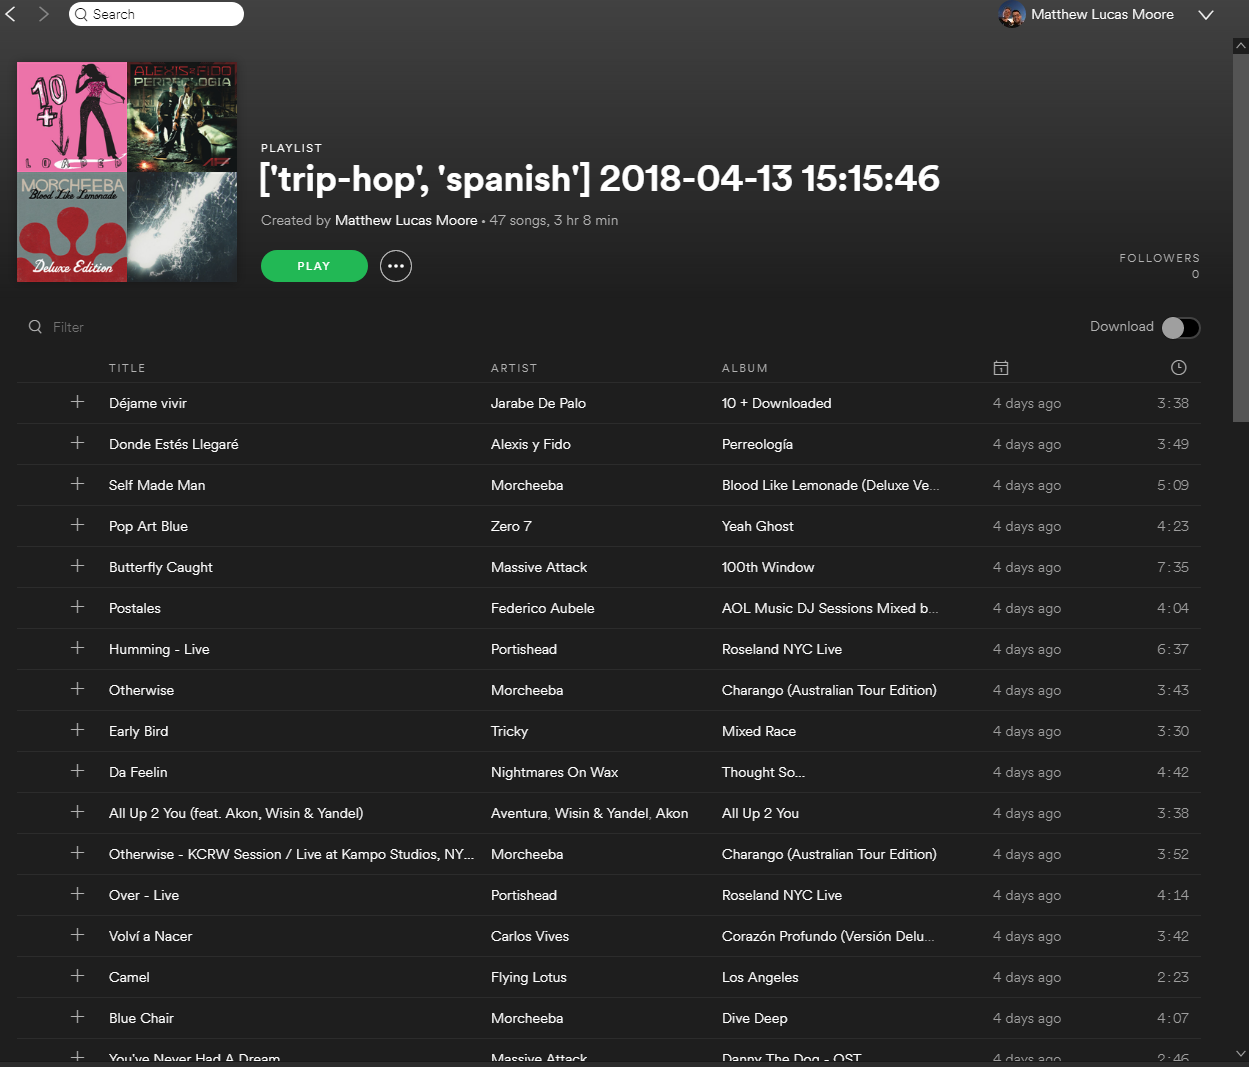 Search
Matthew Lucas Moore
10
+
LOADED
ALEXIS & FIDO
PERREOLOGIA
MORCHEEBA
Blood Like Lemonade
Deluxe Edition
PLAYLIST
['trip-hop', 'spanish'] 2018-04-13 15:15:46
Created by Matthew Lucas Moore • 47 songs, 3 hr 8 min
PLAY
FOLLOWERS
0
Filter
Download
TITLE ARTIST ALBUM
Déjame vivir Jarabe De Palo 10 + Downloaded 4 days ago 3:38
Donde Estés Llegaré Alexis y Fido Perreología 4 days ago 3:49
Self Made Man Morcheeba Blood Like Lemonade (Deluxe Ve... 4 days ago 5:09
Pop Art Blue Zero 7 Yeah Ghost 4 days ago 4:23
Butterfly Caught Massive Attack 100th Window 4 days ago 7:35
Postales Federico Aubele AOL Music DJ Sessions Mixed b... 4 days ago 4:04
Humming - Live Portishead Roseland NYC Live 4 days ago 6:37
Otherwise Morcheeba Charango (Australian Tour Edition) 4 days ago 3:43
Early Bird Tricky Mixed Race 4 days ago 3:30
Da Feelin Nightmares On Wax Thought So... 4 days ago 4:42
All Up 2 You (feat. Akon, Wisin & Yandel) Aventura, Wisin & Yandel, Akon All Up 2 You 4 days ago 3:38
Otherwise - KCRW Session / Live at Kampo Studios, NY... Morcheeba Charango (Australian Tour Edition) 4 days ago 3:52
Over - Live Portishead Roseland NYC Live 4 days ago 4:14
Volví a Nacer Carlos Vives Corazón Profundo (Versión Delu... 4 days ago 3:42
Camel Flying Lotus Los Angeles 4 days ago 2:23
Blue Chair Morcheeba Dive Deep 4 days ago 4:07
You've Never Had A Dream Massive Attack Danny The Dog - OST 4 days ago 2:46